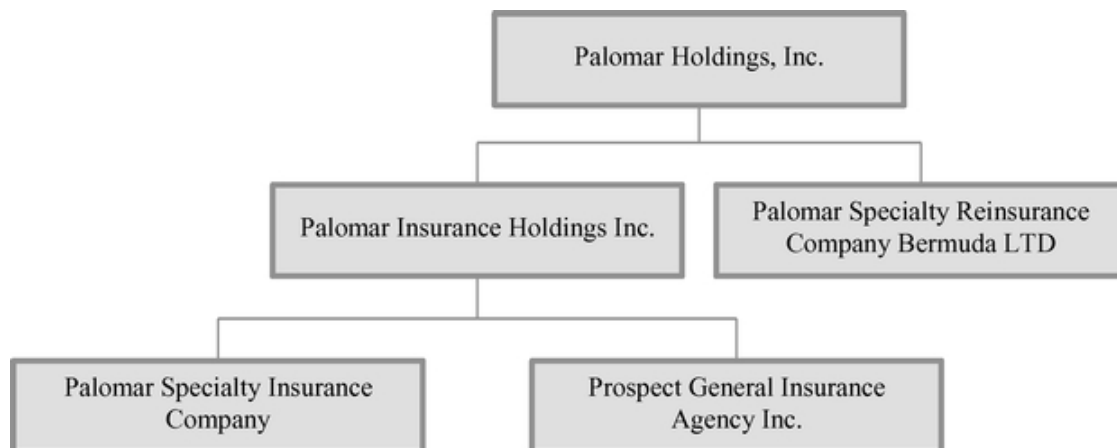 Palomar Holdings, Inc.
Palomar Insurance Holdings Inc.
Palomar Specialty Reinsurance
Company Bermuda LTD
Palomar Specialty Insurance
Company
Prospect General Insurance
Agency Inc.